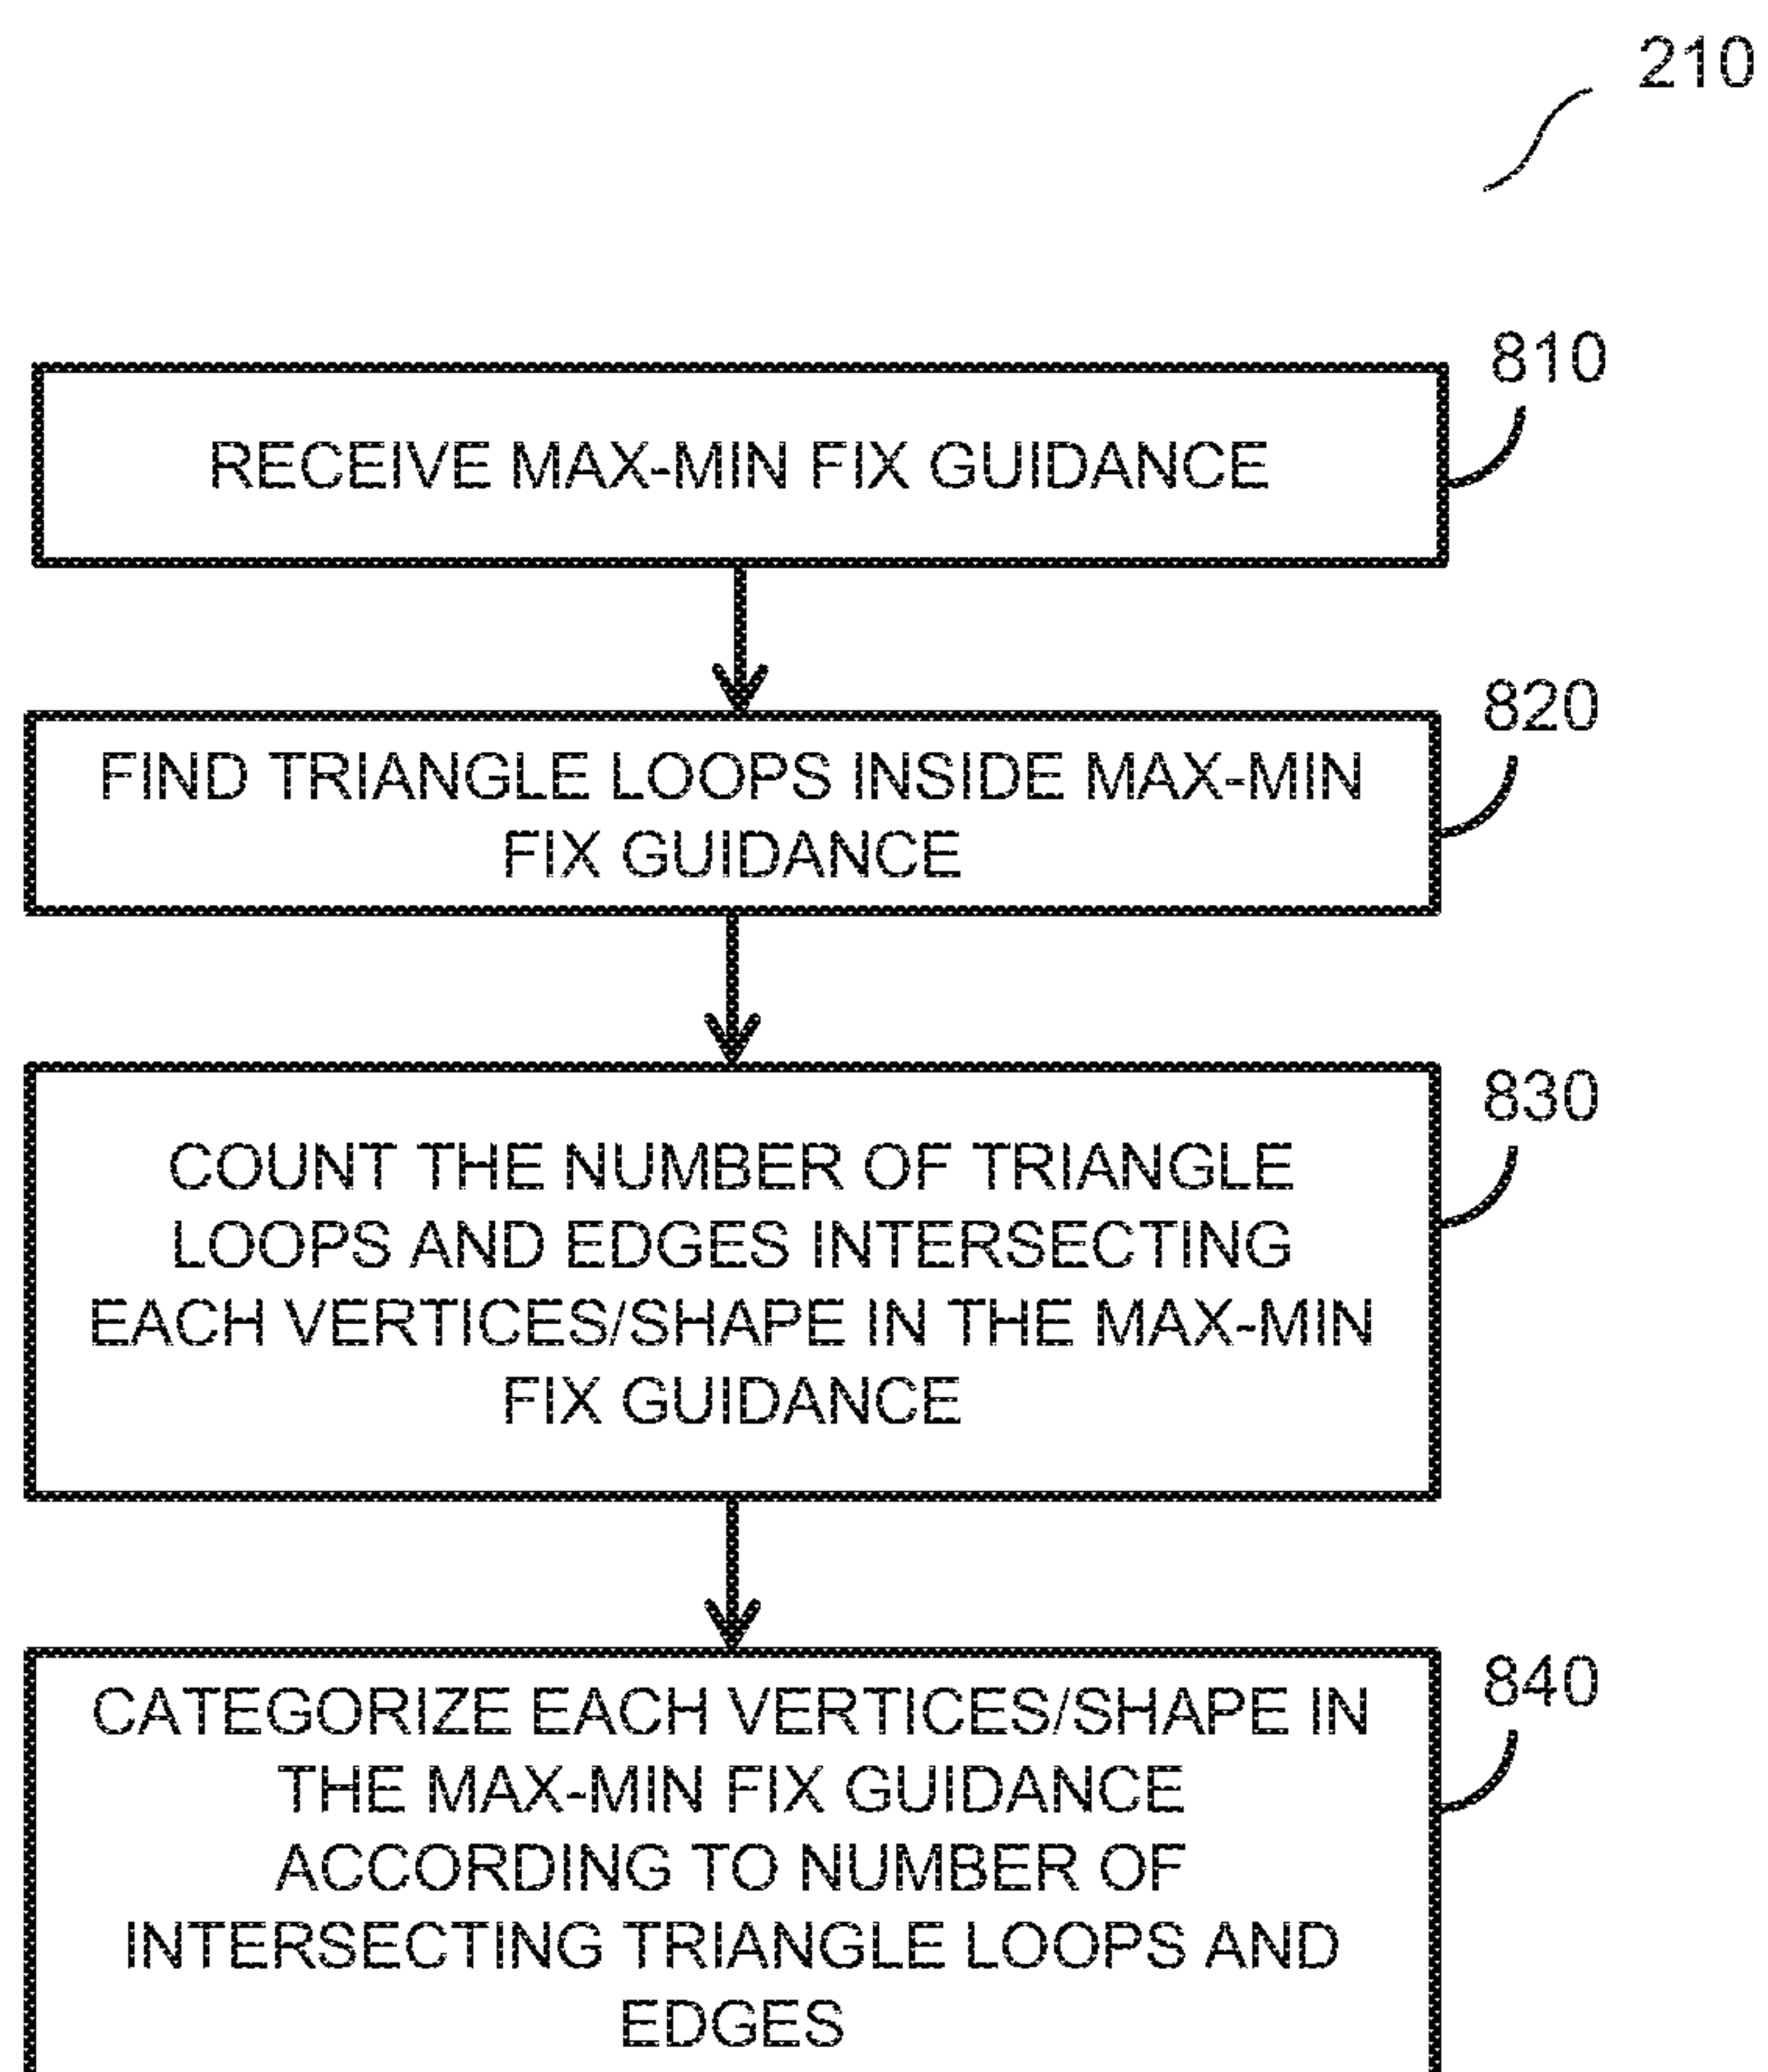 210
810
RECEIVE MAX-MIN FIX GUIDANCE
820
FIND TRIANGLE LOOPS INSIDE MAX-MIN
FIX GUIDANCE
830
COUNT THE NUMBER OF TRIANGLE
LOOPS AND EDGES INTERSECTING
EACH VERTICES/SHAPE IN THE MAX-MIN
FIX GUIDANCE
840
CATEGORIZE EACH VERTICES/SHAPE IN
THE MAX-MIN FIX GUIDANCE
ACCORDING TO NUMBER OF
INTERSECTING TRIANGLE LOOPS AND
EDGES